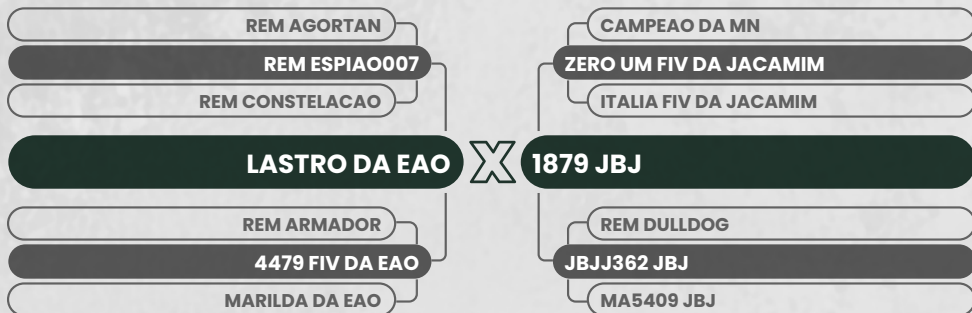 REM AGORTAN
CAMPEAO DA MN
REM ESPIAO007
ZERO UM FIV DA JACAMIM
REM CONSTELACAO
ITALIA FIV DA JACAMIM
LASTRO DA EAO X 1879 JBJ
REM ARMADOR
REM DULLDOG
4479 FIV DA EAO
JBJJ362 JBJ
MARILDA DA EAO
MA5409 JBJ